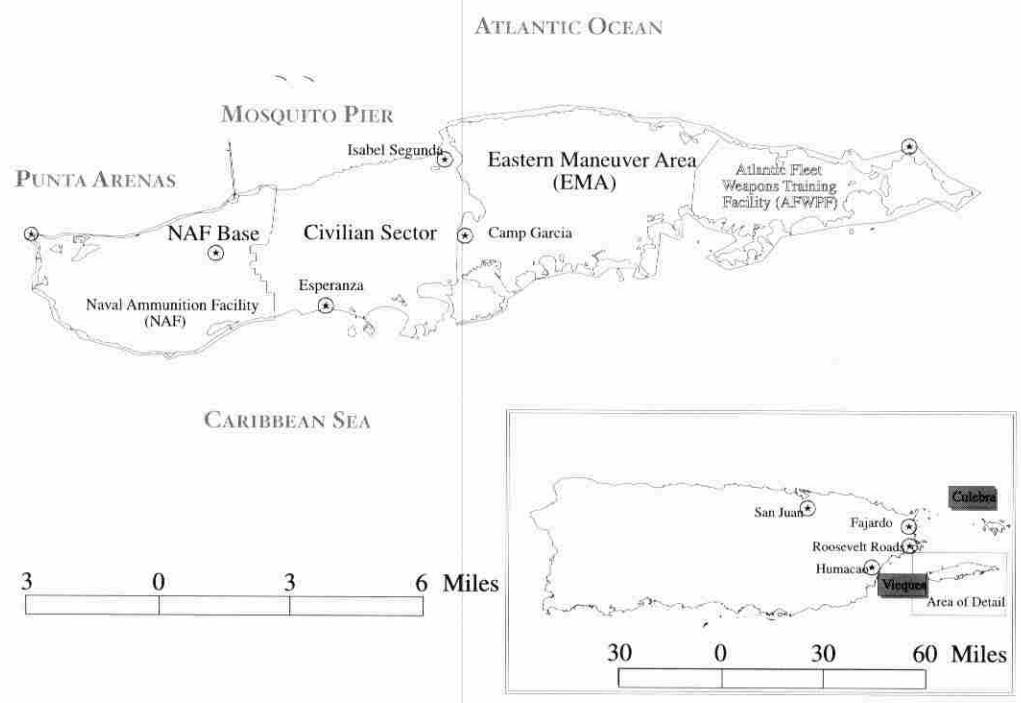 ATLANTIC OCEAN
MOSQUITO PIER
Isabel Segunda
Eastern Maneuver Area
(EMA)
Atlantic Fleet
Weapons Training
Facility (AFWPF)
PUNTA ARENAS
NAF Base
Civilian Sector
Camp Garcia
Esperanza
Naval Ammunition Facility
(NAF)
CARIBBEAN SEA
3 0 3 6 Miles
Culebra
San Juan
Fajardo
Roosevelt Roads
Humacao
Vieques
Area of Detail
30 0 30 60 Miles